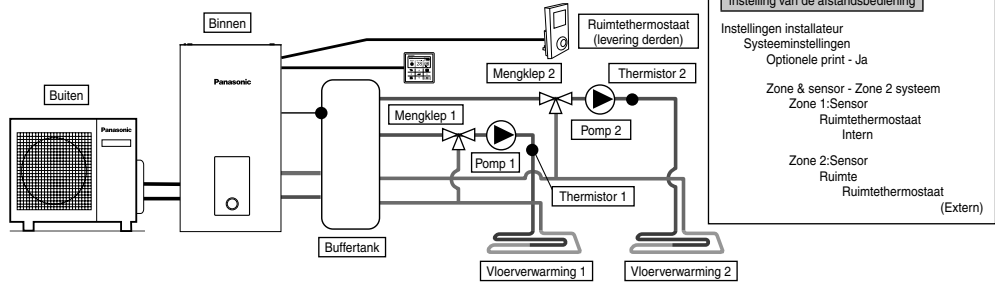 Buiten
Panasonic
Binnen
Panasonic
Ruimtethermostaat
(levering derden)
Mengklep 2
Thermistor 2
Mengklep 1
Pomp 2
Pomp 1
Thermistor 1
Buffertank
Vloerverwarming 1
Vloerverwarming 2
Instelling van de afstandsbediening
Instellingen installateur
Systeeminstellingen
Optionele print - Ja
Zone & sensor - Zone 2 systeem
Zone 1:Sensor
Ruimtethermostaat
Intern
Zone 2:Sensor
Ruimte
Ruimtethermostaat
(Extern)